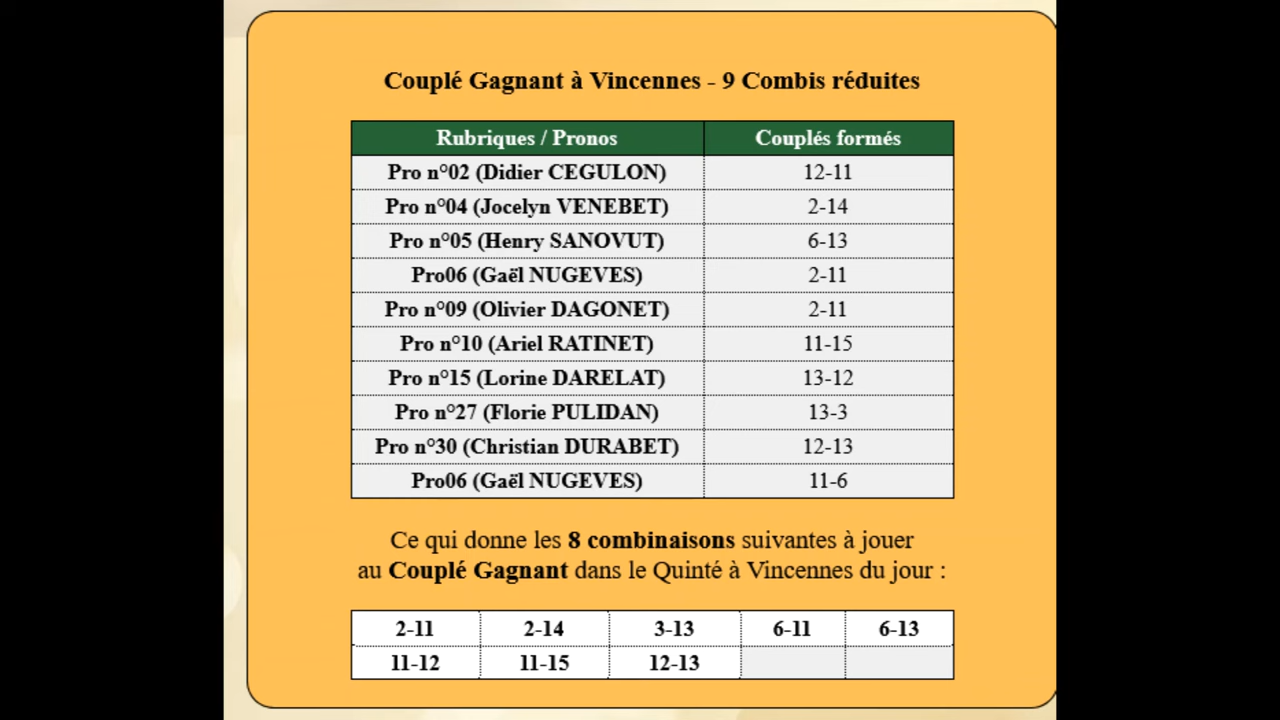 Couplé Gagnant à Vincennes - 9 Combis réduites
Rubriques / Pronos Couplés formés
Pro n°02 (Didier CEGULON) 12-11
Pro n°04 (Jocelyn VENEBET) 2-14
Pro n°05 (Henry SANOVUT) 6-13
Pro06 (Gaël NUGEVES) 2-11
Pro n°09 (Olivier DAGONET) 2-11
Pro n°10 (Ariel RATINET) 11-15
Pro n°15 (Lorine DARELAT) 13-12
Pro n°27 (Florie PULIDAN) 13-3
Pro n°30 (Christian DURABET) 12-13
Pro06 (Gaël NUGEVES) 11-6
Ce qui donne les 8 combinaisons suivantes à jouer
au Couplé Gagnant dans le Quinté à Vincennes du jour :
2-11 2-14 3-13 6-11 6-13
11-12 11-15 12-13